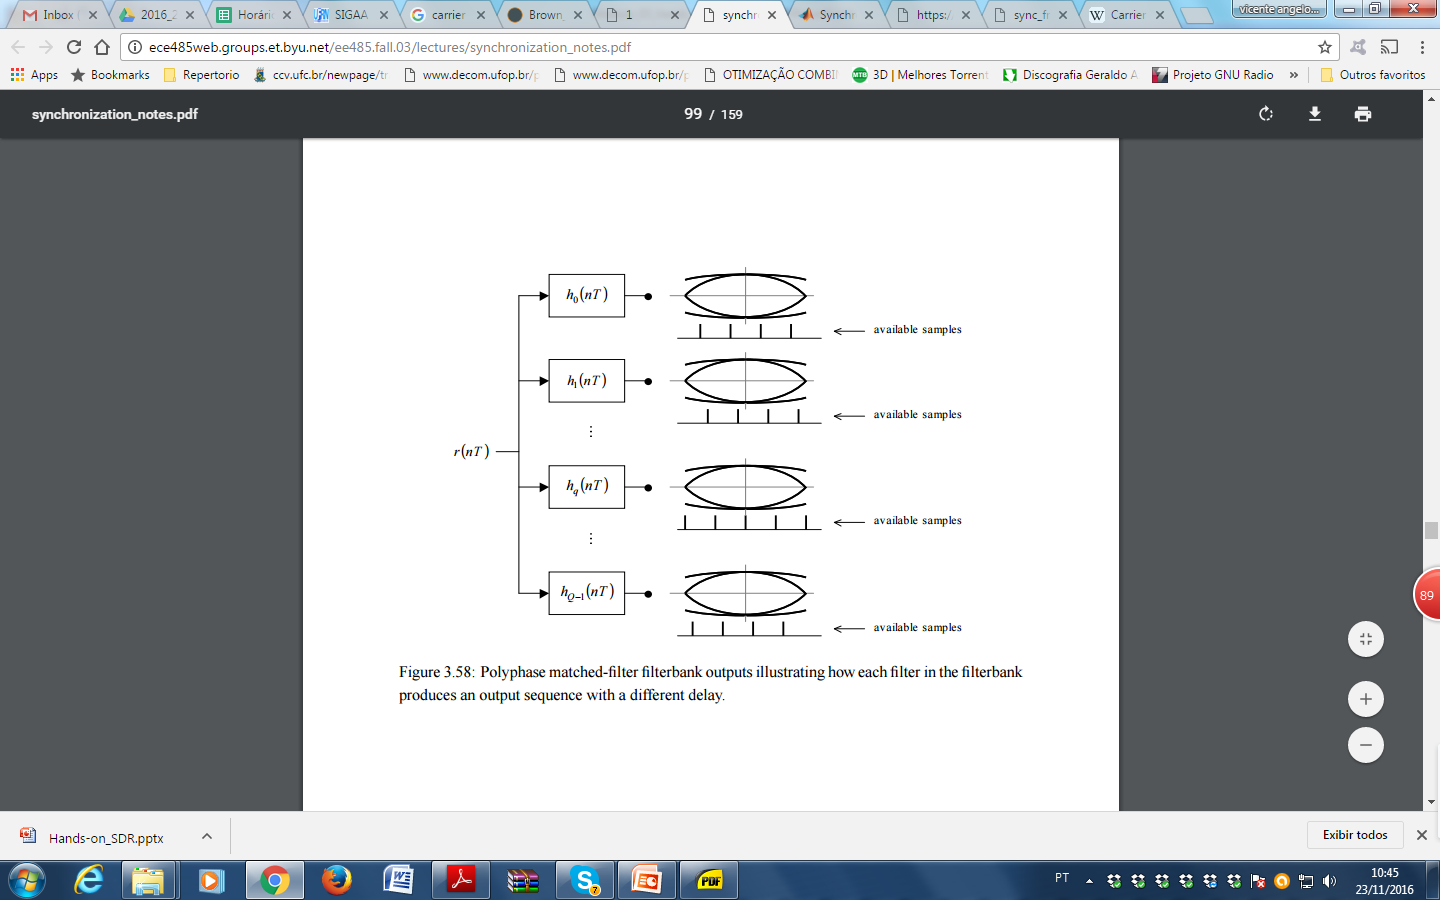 Inbox
2016_2
Horári
SIGAA
carrier
Brown_
1
synchr
Synchr
https:/
sync_fr
Carrier
vicente angelo...
ece485web.groups.et.byu.net/ee485.fall.03/lectures/synchronization_notes.pdf
Apps
Bookmarks
Repertorio
ccv.ufc.br/newpage/tr
www.decom.ufop.br/p
www.decom.ufop.br/p
OTIMIZAÇÃO COMBI
3D | Melhores Torrent
Discografia Geraldo A
Projeto GNU Radio
»
Outros favoritos
synchronization_notes.pdf
99 / 159
h0(nT)
available samples
h1(nT)
available samples
⋮
r(nT)
hq(nT)
available samples
⋮
hQ−1(nT)
available samples
Figure 3.58: Polyphase matched-filter filterbank outputs illustrating how each filter in the filterbank
produces an output sequence with a different delay.
89
Hands-on_SDR.pptx
Exibir todos
PT
10:45
23/11/2016